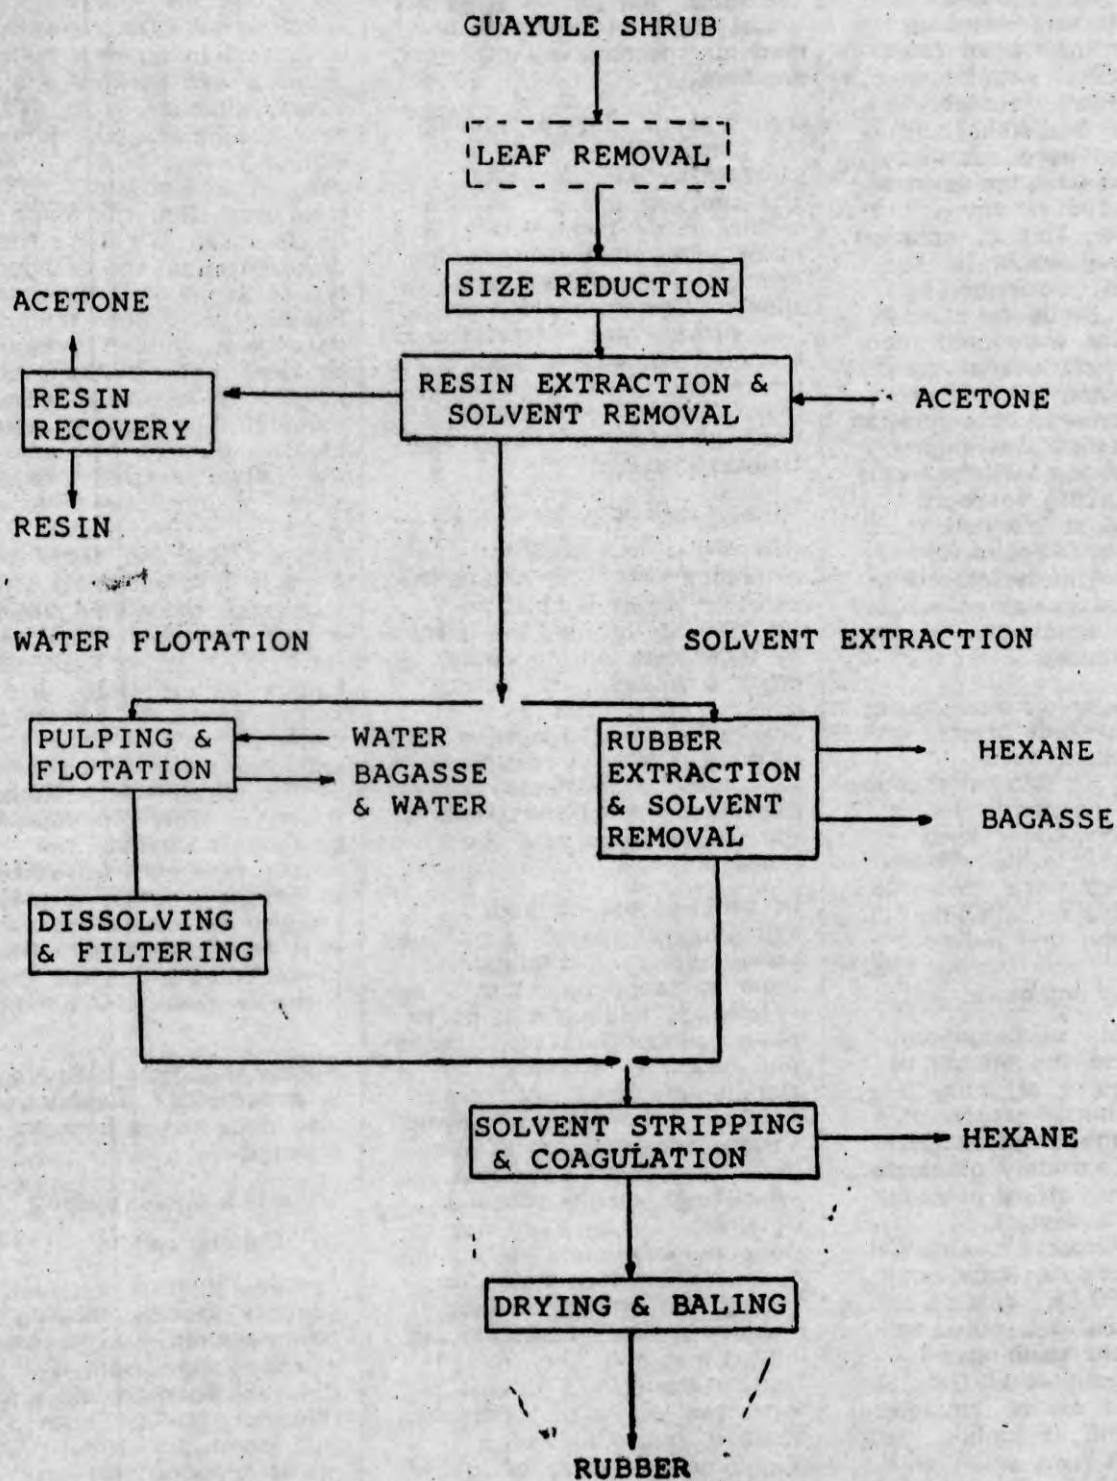 GUAYULE SHRUB
LEAF REMOVAL
SIZE REDUCTION
ACETONE
RESIN
RECOVERY
RESIN EXTRACTION &
SOLVENT REMOVAL
ACETONE
RESIN
WATER FLOTATION
SOLVENT EXTRACTION
PULPING &
FLOTATION
WATER
BAGASSE
& WATER
RUBBER
EXTRACTION
& SOLVENT
REMOVAL
HEXANE
BAGASSE
DISSOLVING
& FILTERING
SOLVENT STRIPPING
& COAGULATION
HEXANE
DRYING & BALING
RUBBER